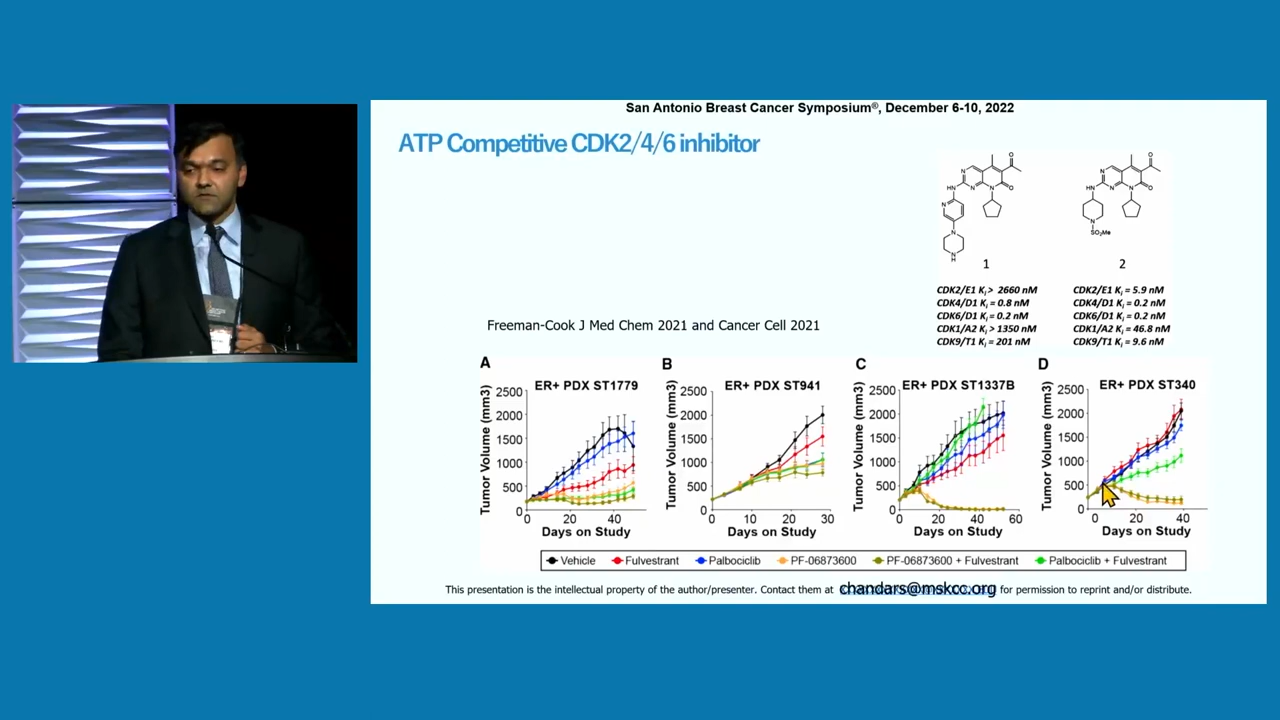 San Antonio Breast Cancer Symposium®, December 6-10, 2022
ATP Competitive CDK2/4/6 inhibitor
1
2
CDK2/E1 Ki > 2660 nM
CDK4/D1 Ki = 0.8 nM
CDK6/D1 Ki = 0.2 nM
CDK1/A2 Ki > 1350 nM
CDK9/T1 Ki = 201 nM
CDK2/E1 Ki = 5.9 nM
CDK4/D1 Ki = 0.2 nM
CDK6/D1 Ki = 0.2 nM
CDK1/A2 Ki = 46.8 nM
CDK9/T1 Ki = 9.6 nM
Freeman-Cook J Med Chem 2021 and Cancer Cell 2021
A
ER+ PDX ST1779
Tumor Volume (mm3)
2500
2000
1500
1000
500
0
0 20 40
Days on Study
B
ER+ PDX ST941
Tumor Volume (mm3)
2500
2000
1500
1000
500
0
0 10 20 30
Days on Study
C
ER+ PDX ST1337B
Tumor Volume (mm3)
2500
2000
1500
1000
500
0
0 20 40 60
Days on Study
D
ER+ PDX ST340
Tumor Volume (mm3)
2500
2000
1500
1000
500
0
0 20 40
Days on Study
Vehicle Fulvestrant Palbociclib PF-06873600 PF-06873600 + Fulvestrant Palbociclib + Fulvestrant
This presentation is the intellectual property of the author/presenter. Contact them at chandars@mskcc.org for permission to reprint and/or distribute.